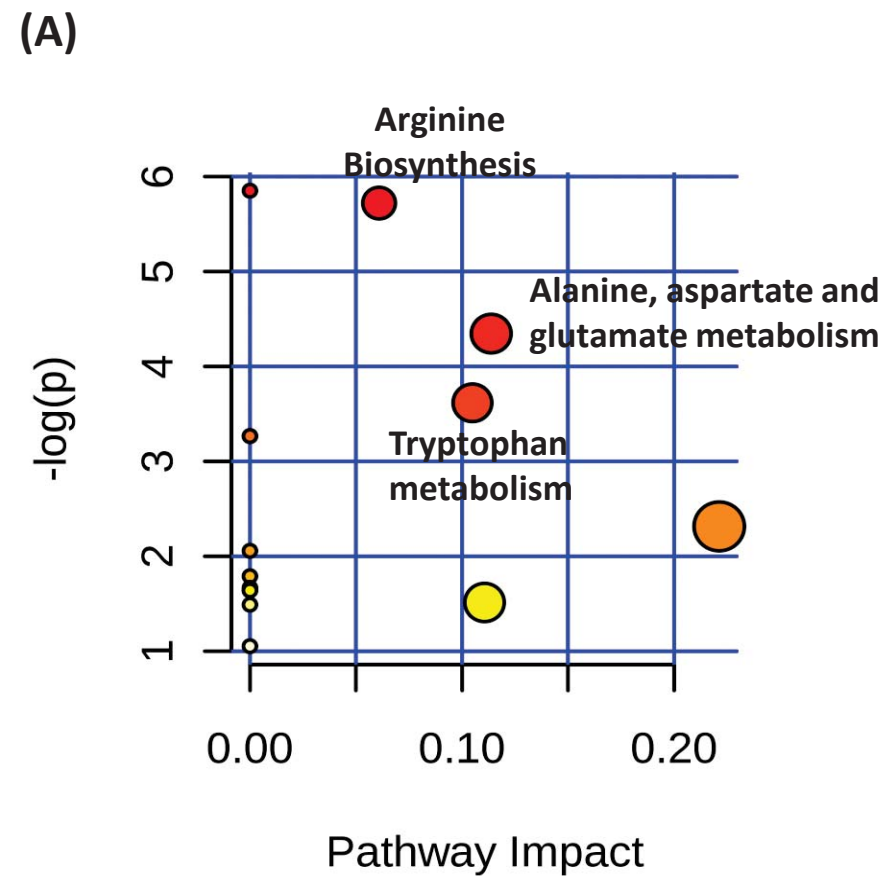 (A)
Arginine
Biosynthesis
6
5
Alanine, aspartate and
glutamate metabolism
4
-log(p)
Tryptophan
3
metabolism
2
1
0.00 0.10 0.20
Pathway Impact